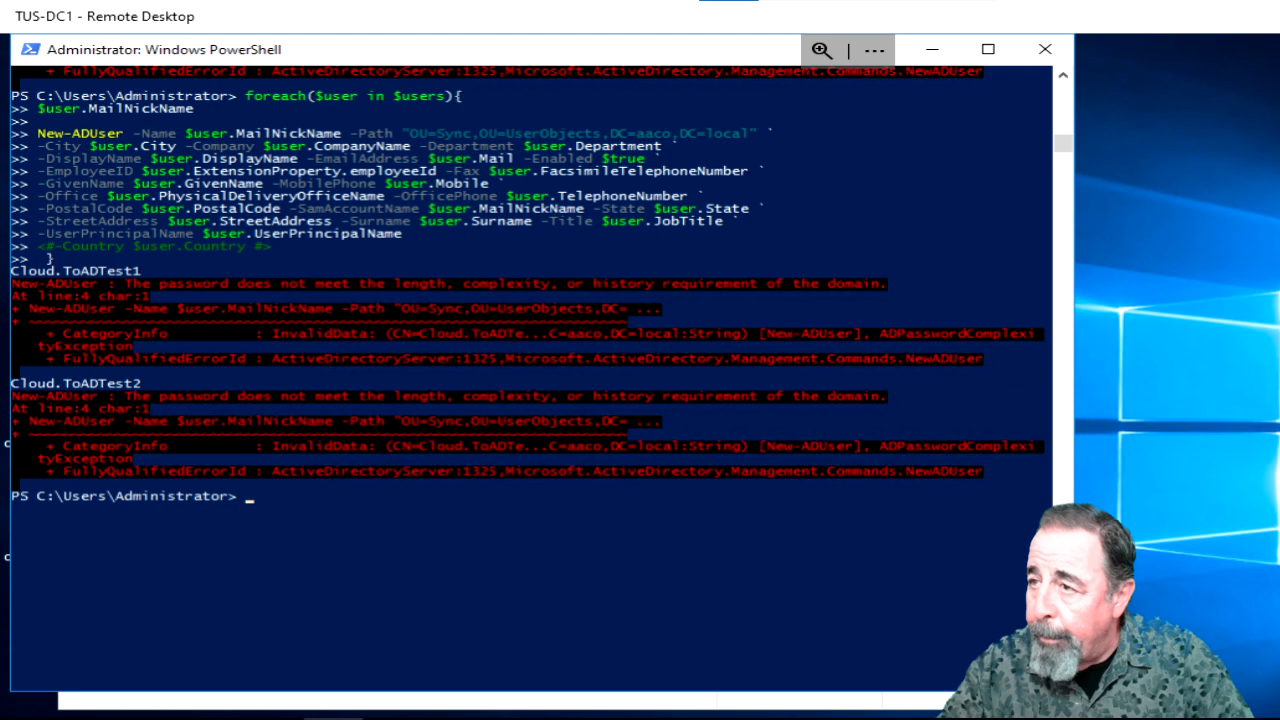 TUS-DC1 - Remote Desktop
Administrator: Windows PowerShell
+ FullyQualifiedErrorId : ActiveDirectoryServer:1325,Microsoft.ActiveDirectory.Management.Commands.NewADUser
PS C:\Users\Administrator> foreach($user in $users){
>> $user.MailNickName
>>
>> New-ADUser -Name $user.MailNickName -Path "OU=Sync,OU=UserObjects,DC=aaco,DC=local" `
>> -City $user.City -Company $user.CompanyName -Department $user.Department `
>> -DisplayName $user.DisplayName -EmailAddress $user.Mail -Enabled $true `
>> -EmployeeID $user.ExtensionProperty.employeeId -Fax $user.FacsimileTelephoneNumber `
>> -GivenName $user.GivenName -MobilePhone $user.Mobile `
>> -Office $user.PhysicalDeliveryOfficeName -OfficePhone $user.TelephoneNumber `
>> -PostalCode $user.PostalCode -SamAccountName $user.MailNickName -State $user.State `
>> -StreetAddress $user.StreetAddress -Surname $user.Surname -Title $user.JobTitle `
>> -UserPrincipalName $user.UserPrincipalName
>> <#-Country $user.Country #>
>> }
Cloud.ToADTest1
New-ADUser : The password does not meet the length, complexity, or history requirement of the domain.
At line:4 char:1
+ New-ADUser -Name $user.MailNickName -Path "OU=Sync,OU=UserObjects,DC= ...
+ ~~~~~~~~~~~~~~~~~~~~~~~~~~~~~~~~~~~~~~~~~~~~~~~~~~~~~~~~~~~~~~~~~~~~~
+ CategoryInfo : InvalidData: (CN=Cloud.ToADTe...C=aaco,DC=local:String) [New-ADUser], ADPasswordComplexi
tyException
+ FullyQualifiedErrorId : ActiveDirectoryServer:1325,Microsoft.ActiveDirectory.Management.Commands.NewADUser
Cloud.ToADTest2
New-ADUser : The password does not meet the length, complexity, or history requirement of the domain.
At line:4 char:1
+ New-ADUser -Name $user.MailNickName -Path "OU=Sync,OU=UserObjects,DC= ...
+ ~~~~~~~~~~~~~~~~~~~~~~~~~~~~~~~~~~~~~~~~~~~~~~~~~~~~~~~~~~~~~~~~~~~~~
+ CategoryInfo : InvalidData: (CN=Cloud.ToADTe...C=aaco,DC=local:String) [New-ADUser], ADPasswordComplexi
tyException
+ FullyQualifiedErrorId : ActiveDirectoryServer:1325,Microsoft.ActiveDirectory.Management.Commands.NewADUser
PS C:\Users\Administrator> _